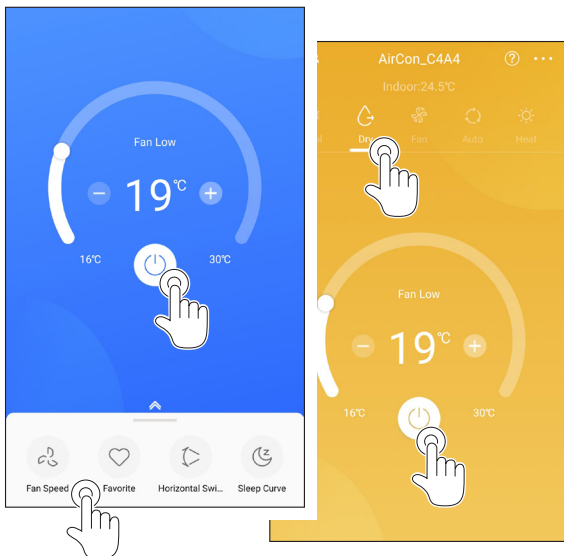 Fan Low
19°C
16°C
30°C
Fan Speed
Favorite
Horizontal Swi...
Sleep Curve
AirCon_C4A4
Indoor:24.5°C
Dry
Fan
Auto
Heat
Fan Low
19°C
16°C
30°C